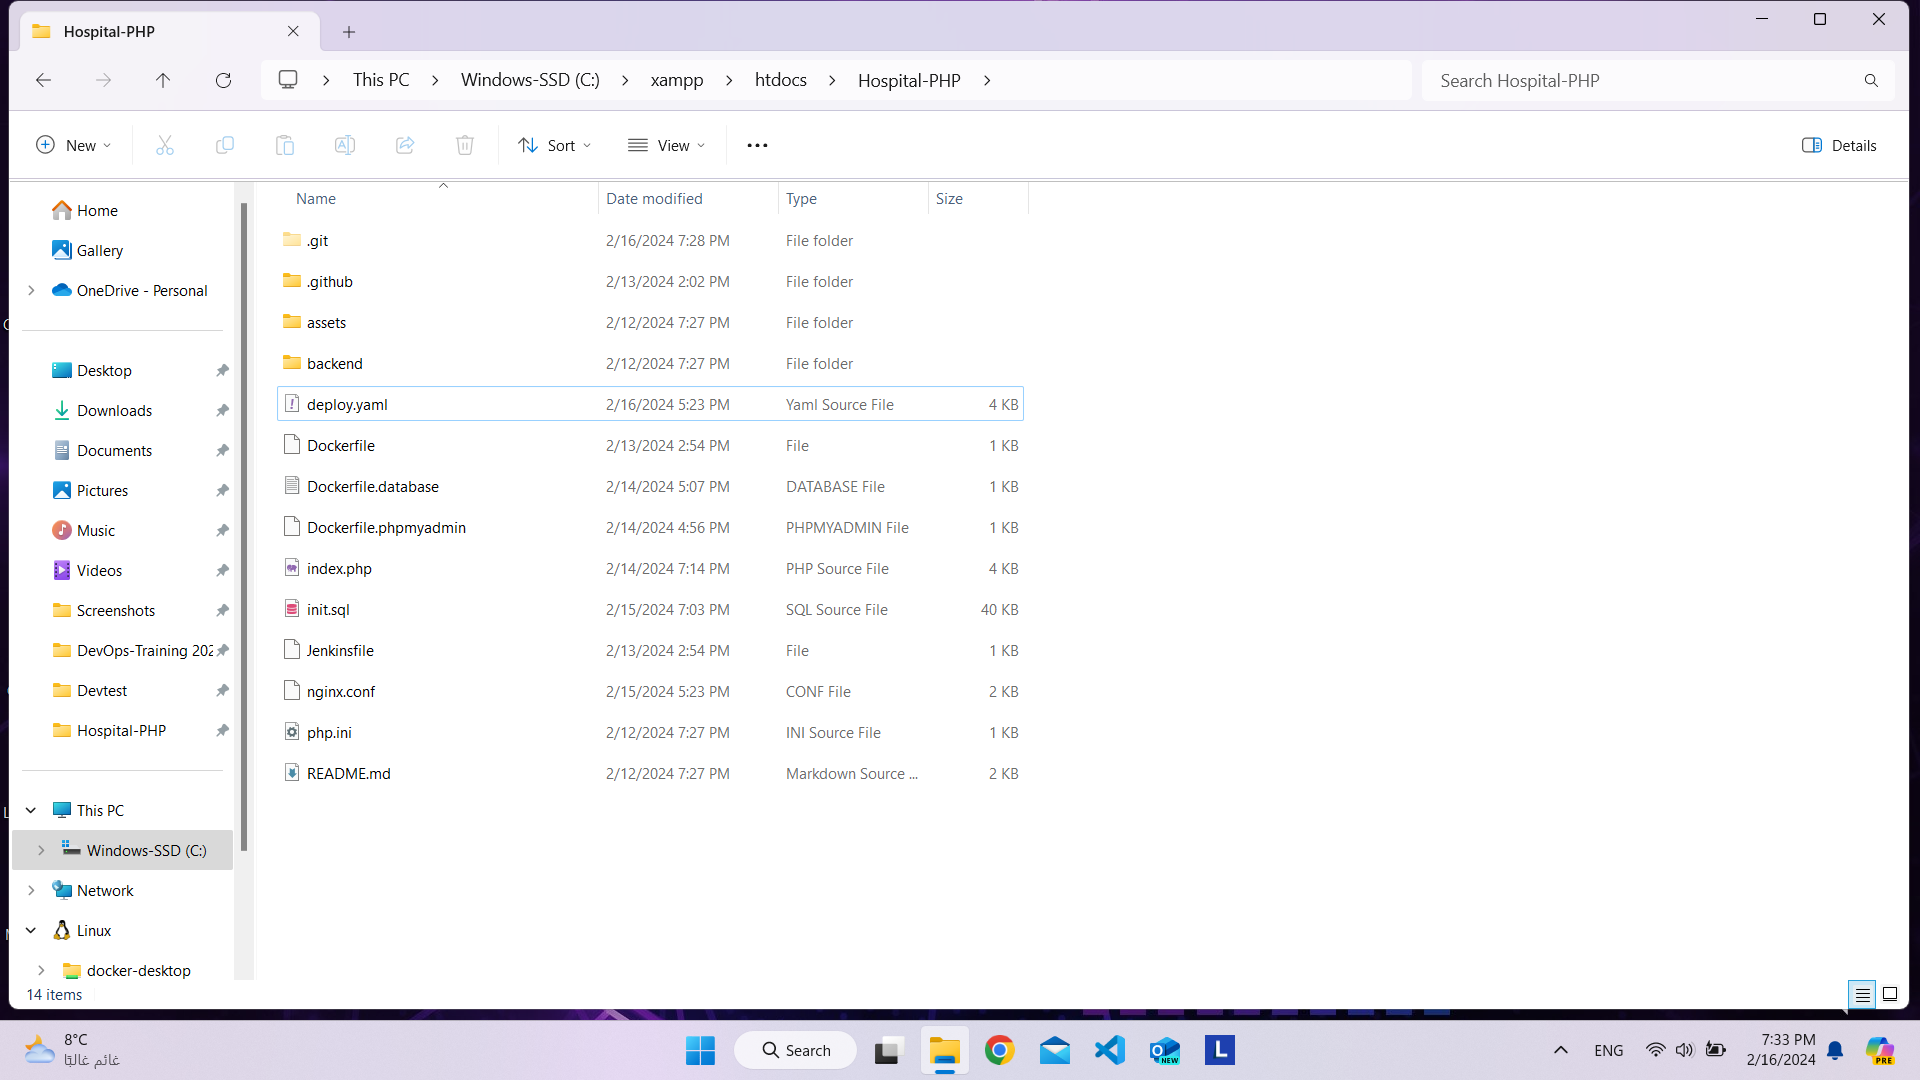 Hospital-PHP
This PC
Windows-SSD (C:)
xampp
htdocs
Hospital-PHP
Search Hospital-PHP
New
Sort
View
Details
Home
Gallery
OneDrive - Personal
Desktop
Downloads
Documents
Pictures
Music
Videos
Screenshots
DevOps-Training 202
Devtest
Hospital-PHP
This PC
Windows-SSD (C:)
Network
Linux
docker-desktop
Name Date modified Type Size
.git 2/16/2024 7:28 PM File folder
.github 2/13/2024 2:02 PM File folder
assets 2/12/2024 7:27 PM File folder
backend 2/12/2024 7:27 PM File folder
deploy.yaml 2/16/2024 5:23 PM Yaml Source File 4 KB
Dockerfile 2/13/2024 2:54 PM File 1 KB
Dockerfile.database 2/14/2024 5:07 PM DATABASE File 1 KB
Dockerfile.phpmyadmin 2/14/2024 4:56 PM PHPMYADMIN File 1 KB
index.php 2/14/2024 7:14 PM PHP Source File 4 KB
init.sql 2/15/2024 7:03 PM SQL Source File 40 KB
Jenkinsfile 2/13/2024 2:54 PM File 1 KB
nginx.conf 2/15/2024 5:23 PM CONF File 2 KB
php.ini 2/12/2024 7:27 PM INI Source File 1 KB
README.md 2/12/2024 7:27 PM Markdown Source ... 2 KB
14 items
8°C
غائم غالبًا
Search
NEW
L
ENG
7:33 PM
2/16/2024
PRE